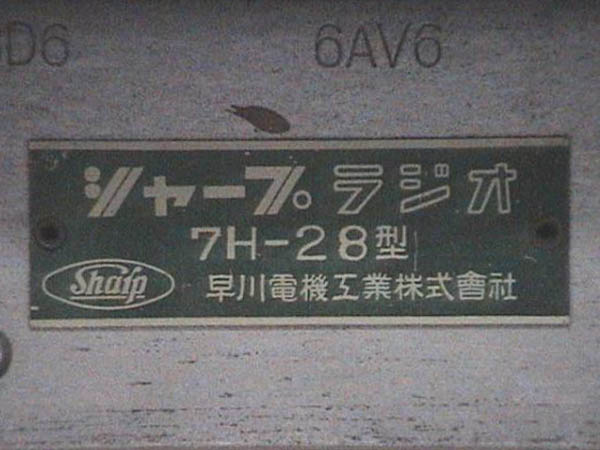 6AV6
シャープ ラジオ
7H-28型
Sharp
早川電機工業株式會社